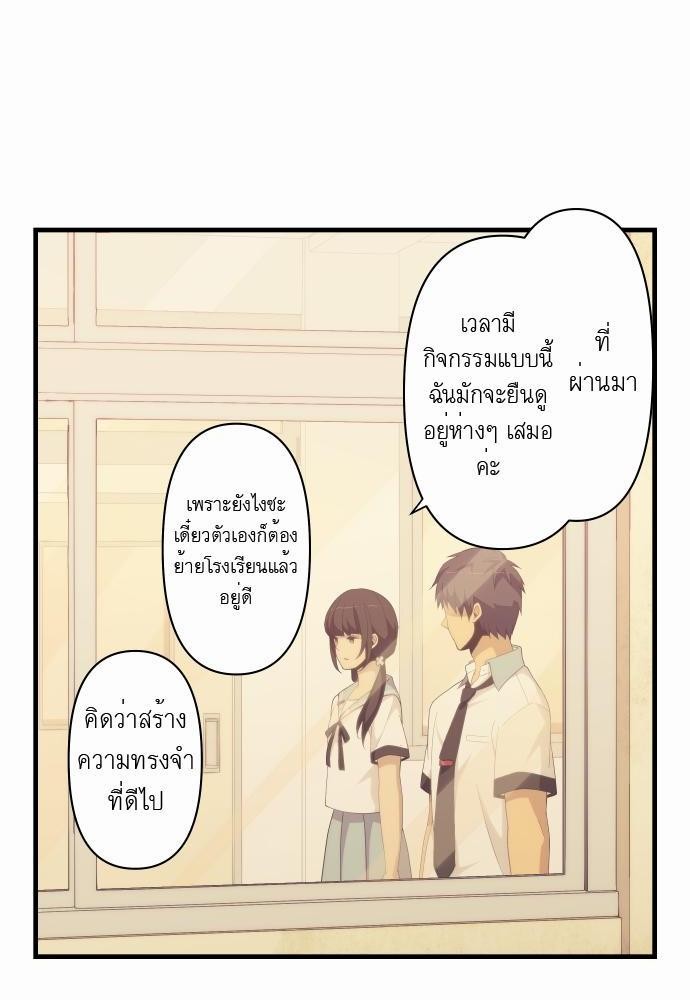 ที่
ผ่านมา
เวลามี
กิจกรรมแบบนี้
ฉันมักจะยืนดู
อยู่ห่างๆ เสมอ
ค่ะ
เพราะยังไงซะ
เดี๋ยวตัวเองก็ต้อง
ย้ายโรงเรียนแล้ว
อยู่ดี
คิดว่าสร้าง
ความทรงจำ
ที่ดีไป